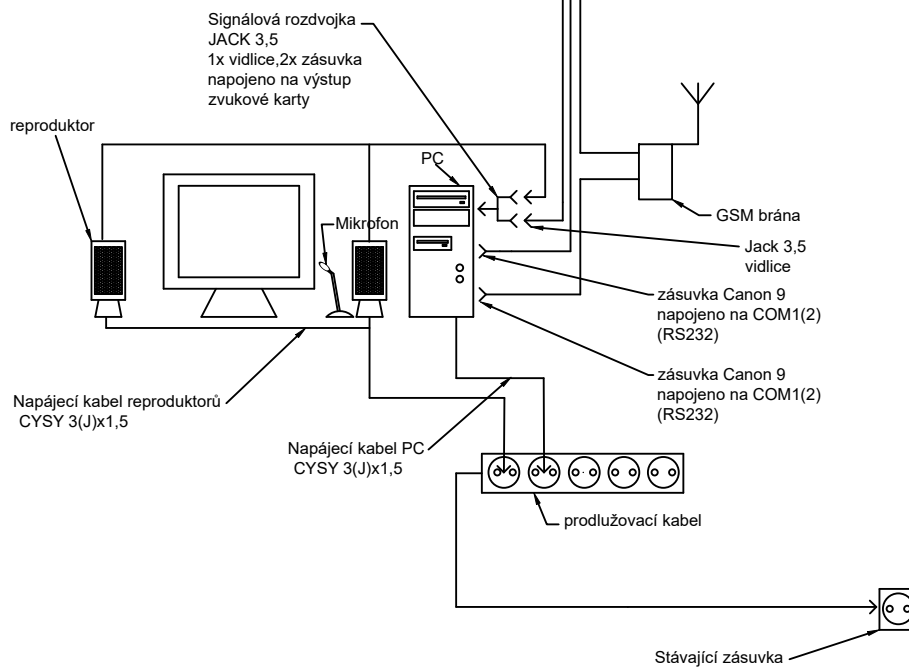 Signálová rozdvojka
JACK 3,5
1x vidlice,2x zásuvka
napojeno na výstup
zvukové karty
reproduktor
PC
Mikrofon
GSM brána
Jack 3,5
vidlice
zásuvka Canon 9
napojeno na COM1(2)
(RS232)
zásuvka Canon 9
napojeno na COM1(2)
(RS232)
Napájecí kabel reproduktorů
CYSY 3(J)x1,5
Napájecí kabel PC
CYSY 3(J)x1,5
prodlužovací kabel
Stávající zásuvka